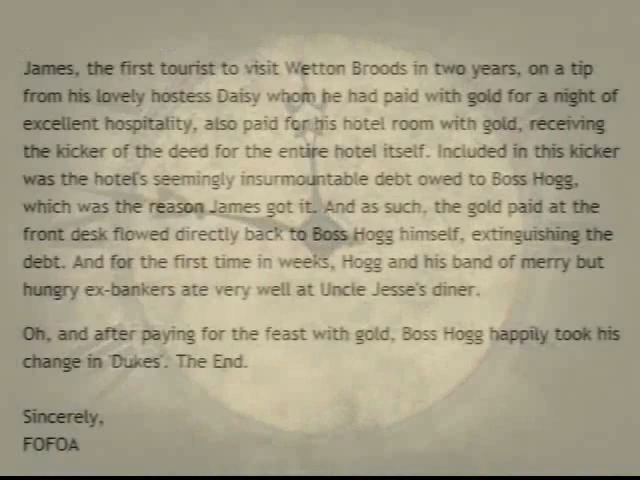 James, the first tourist to visit Wetton Broods in two years, on a tip
from his lovely hostess Daisy whom he had paid with gold for a night of
excellent hospitality, also paid for his hotel room with gold, receiving
the kicker of the deed for the entire hotel itself. Included in this kicker
was the hotel's seemingly insurmountable debt owed to Boss Hogg,
which was the reason James got it. And as such, the gold paid at the
front desk flowed directly back to Boss Hogg himself, extinguishing the
debt. And for the first time in weeks, Hogg and his band of merry but
hungry ex-bankers ate very well at Uncle Jesse's diner.
Oh, and after paying for the feast with gold, Boss Hogg happily took his
change in 'Dukes'. The End.
Sincerely,
FOFOA